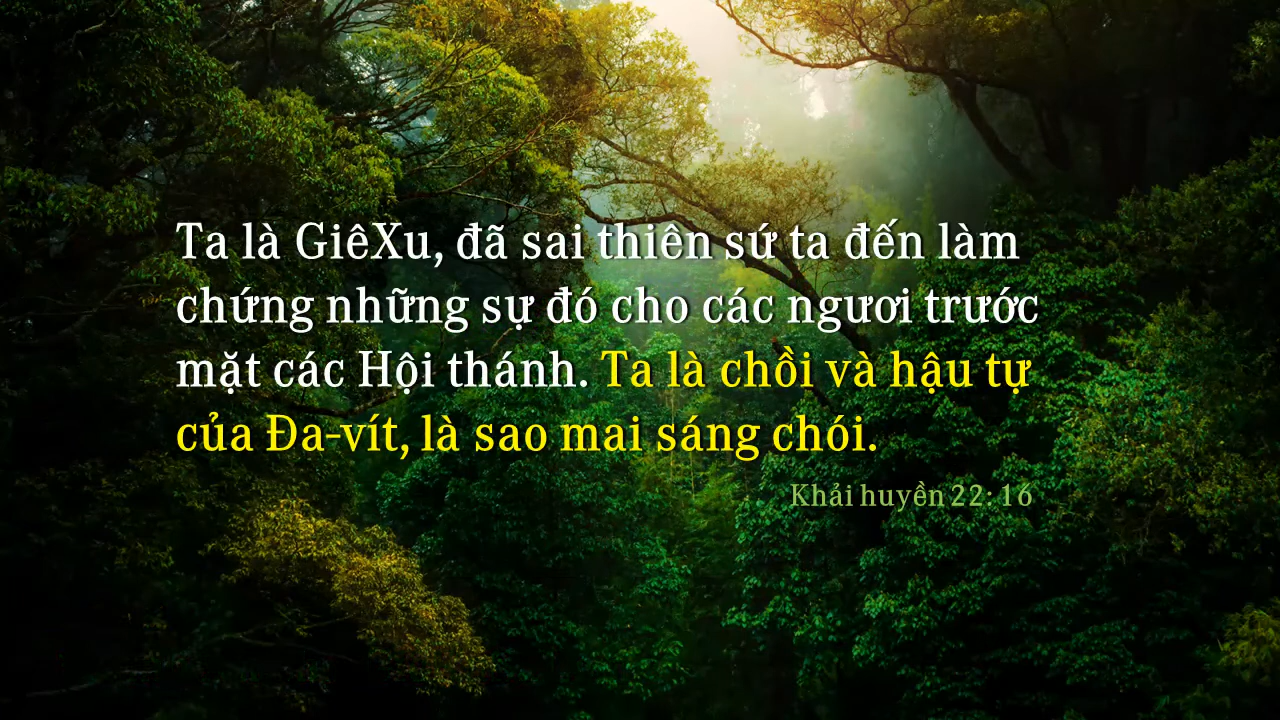 Ta là GiêXu, đã sai thiên sứ ta đến làm
chứng những sự đó cho các ngươi trước
mặt các Hội thánh. Ta là chồi và hậu tự
của Đa-vít, là sao mai sáng chói.
Khải huyền 22: 16